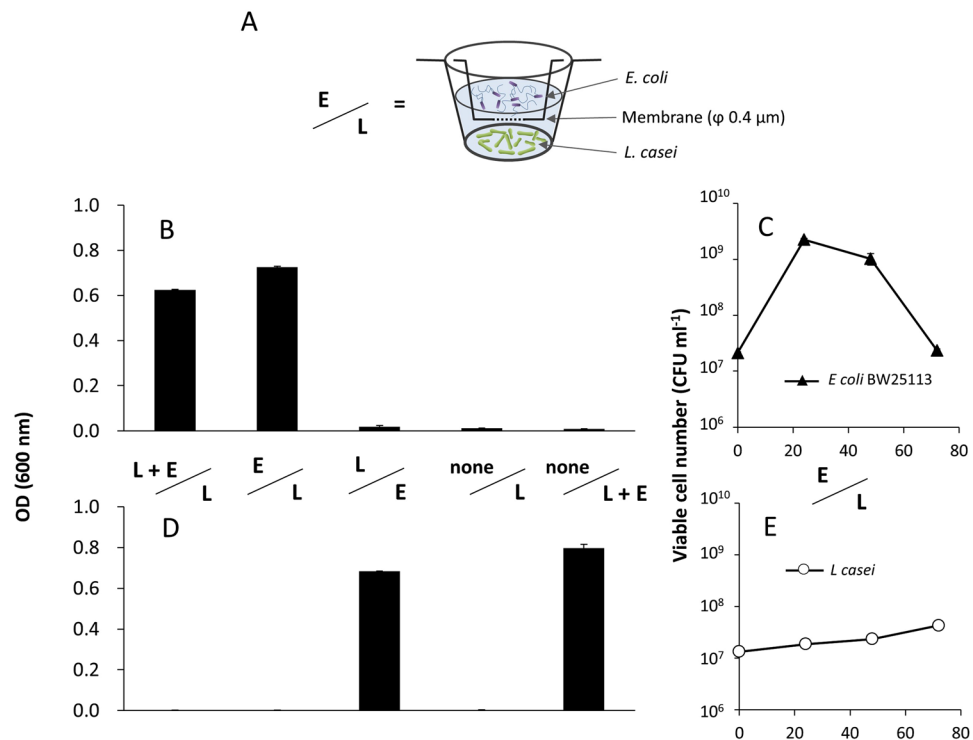 A
E
L
=
E. coli
Membrane (φ 0.4 μm)
L. casei
OD (600 nm)
B
1.0
0.8
0.6
0.4
0.2
0.0
L + E
L
E
L
L
E
none
L
none
L + E
D
1.0
0.8
0.6
0.4
0.2
0.0
Viable cell number (CFU ml⁻¹)
C
10¹⁰
10⁹
10⁸
10⁷
10⁶
E coli BW25113
0 20 40 60 80
E
L
E
10¹⁰
10⁹
10⁸
10⁷
10⁶
L casei
0 20 40 60 80